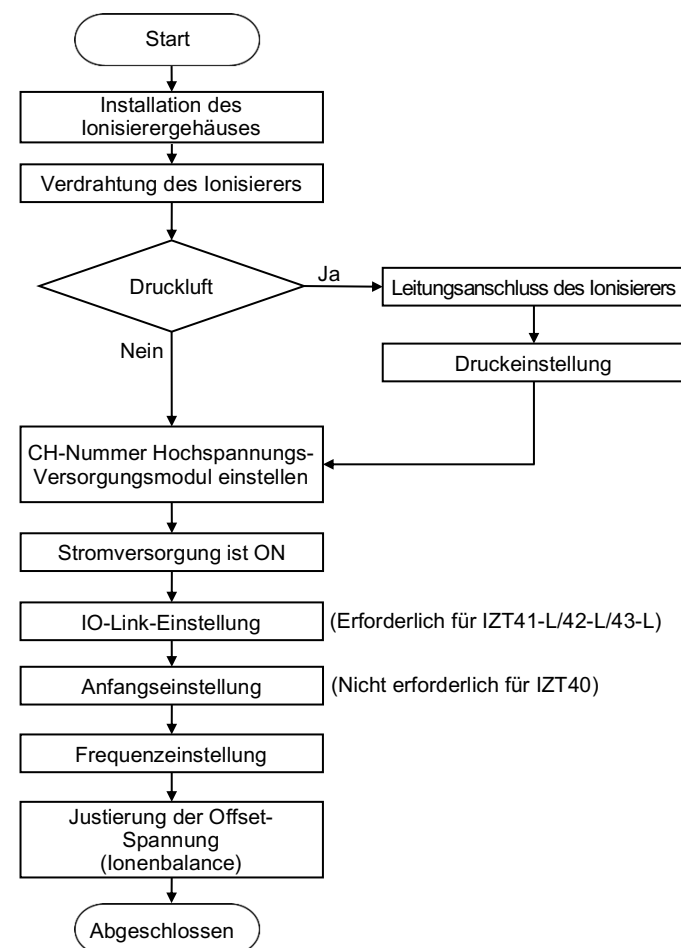 Start
Installation des
Ionisierergehäuses
Verdrahtung des Ionisierers
Druckluft
Ja
Leitungsanschluss des Ionisierers
Nein
Druckeinstellung
CH-Nummer Hochspannungs-
Versorgungsmodul einstellen
Stromversorgung ist ON
IO-Link-Einstellung
(Erforderlich für IZT41-L/42-L/43-L)
Anfangseinstellung
(Nicht erforderlich für IZT40)
Frequenzeinstellung
Justierung der Offset-
Spannung
(Ionenbalance)
Abgeschlossen